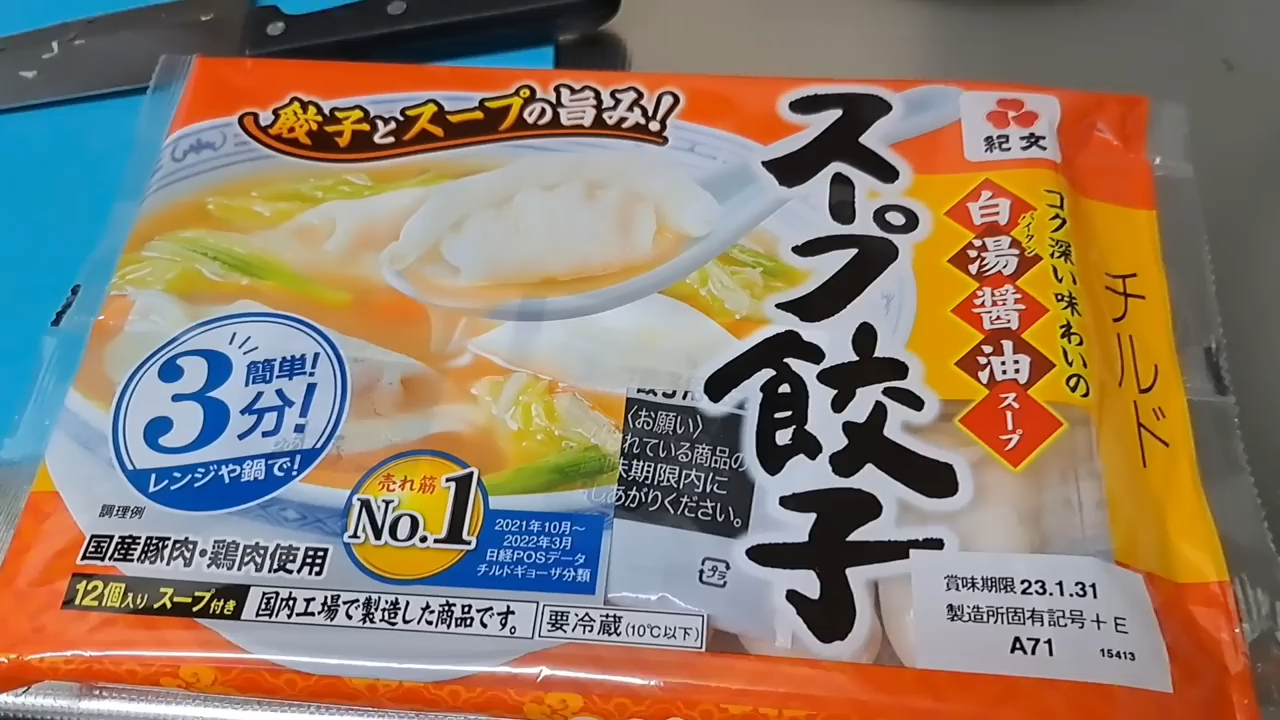 餃子とスープの旨み!
スープ餃子
紀文
コク深い味わいの
白湯醤油スープ
パイタン
チルド
簡単!
3分!
レンジや鍋で!
調理例
国産豚肉・鶏肉使用
売れ筋
No.1
2021年10月～
2022年3月
日経POSデータ
チルドギョーザ分類
〈お願い〉
れている商品の
味期限内に
しあがりください。
プラ
12個入り スープ付き
国内工場で製造した商品です。
要冷蔵(10℃以下)
賞味期限 23.1.31
製造所固有記号+E
A71
15413